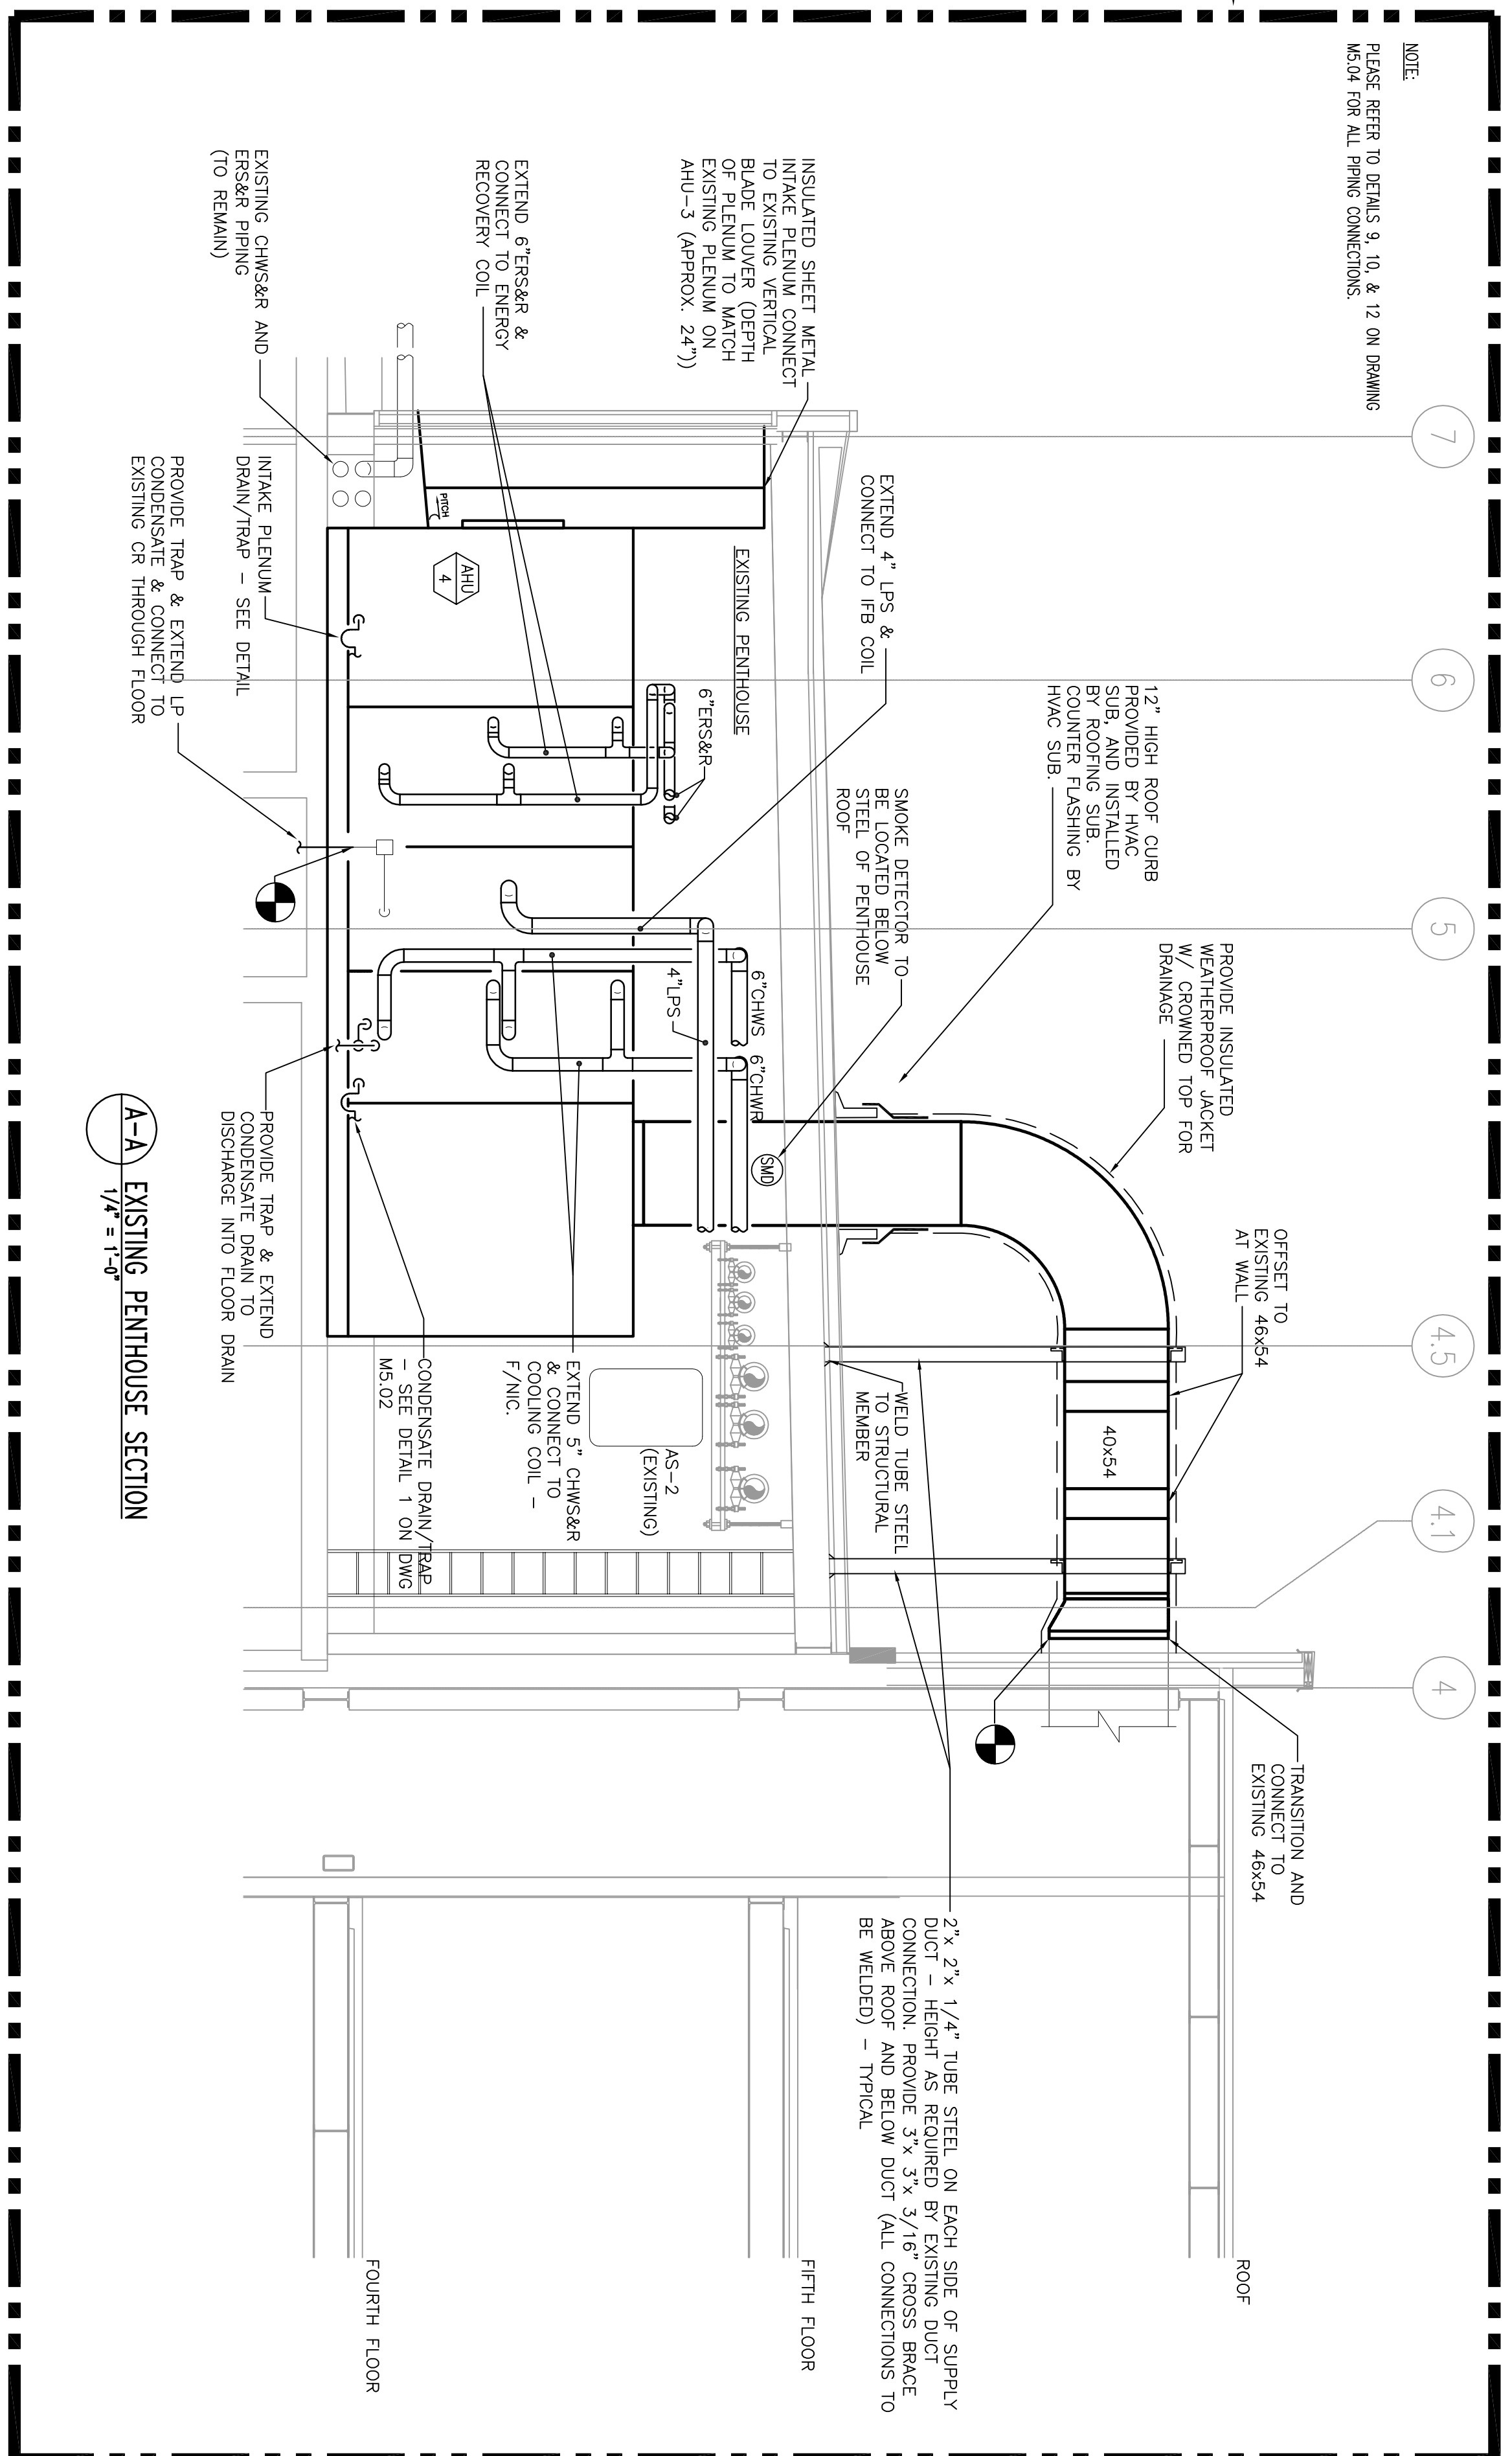 NOTE:
PLEASE REFER TO DETAILS 9, 10, & 12 ON DRAWING
M5.04 FOR ALL PIPING CONNECTIONS.
7
6
5
4.5
4.1
4
12" HIGH ROOF CURB
PROVIDED BY HVAC
SUB, AND INSTALLED
BY ROOFING SUB.
COUNTER FLASHING BY
HVAC SUB.
PROVIDE INSULATED
WEATHERPROOF JACKET
W/ CROWNED TOP FOR
DRAINAGE
OFFSET TO
EXISTING 46x54
AT WALL
40x54
TRANSITION AND
CONNECT TO
EXISTING 46x54
ROOF
INSULATED SHEET METAL
INTAKE PLENUM CONNECT
TO EXISTING VERTICAL
BLADE LOUVER (DEPTH
OF PLENUM TO MATCH
EXISTING PLENUM ON
AHU-3 (APPROX. 24"))
EXTEND 4" LPS &
CONNECT TO IFB COIL
SMOKE DETECTOR TO
BE LOCATED BELOW
STEEL OF PENTHOUSE
ROOF
WELD TUBE STEEL
TO STRUCTURAL
MEMBER
2"x 2"x 1/4" TUBE STEEL ON EACH SIDE OF SUPPLY
DUCT - HEIGHT AS REQUIRED BY EXISTING DUCT
CONNECTION. PROVIDE 3"x 3"x 3/16" CROSS BRACE
ABOVE ROOF AND BELOW DUCT (ALL CONNECTIONS TO
BE WELDED) - TYPICAL
EXISTING PENTHOUSE
6"ERS&R
6"CHWS
6"CHWR
4"LPS
SMD
FIFTH FLOOR
EXTEND 6"ERS&R &
CONNECT TO ENERGY
RECOVERY COIL
PITCH
AHU
4
AS-2
(EXISTING)
EXTEND 5" CHWS&R
& CONNECT TO
COOLING COIL -
F/NIC.
EXISTING CHWS&R AND
ERS&R PIPING
(TO REMAIN)
INTAKE PLENUM
DRAIN/TRAP - SEE DETAIL
PROVIDE TRAP & EXTEND LP
CONDENSATE & CONNECT TO
EXISTING CR THROUGH FLOOR
PROVIDE TRAP & EXTEND
CONDENSATE DRAIN TO
DISCHARGE INTO FLOOR DRAIN
CONDENSATE DRAIN/TRAP
- SEE DETAIL 1 ON DWG
M5.02
FOURTH FLOOR
A-A EXISTING PENTHOUSE SECTION
1/4" = 1'-0"